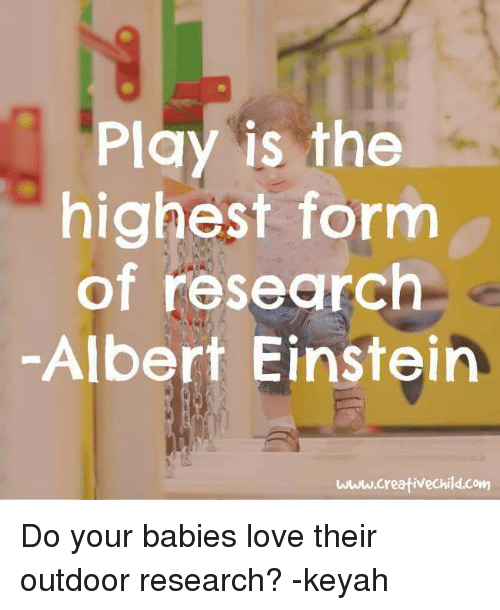 Play is the
highest form
of research
-Albert Einstein
www.creativechild.com
Do your babies love their
outdoor research? -keyah